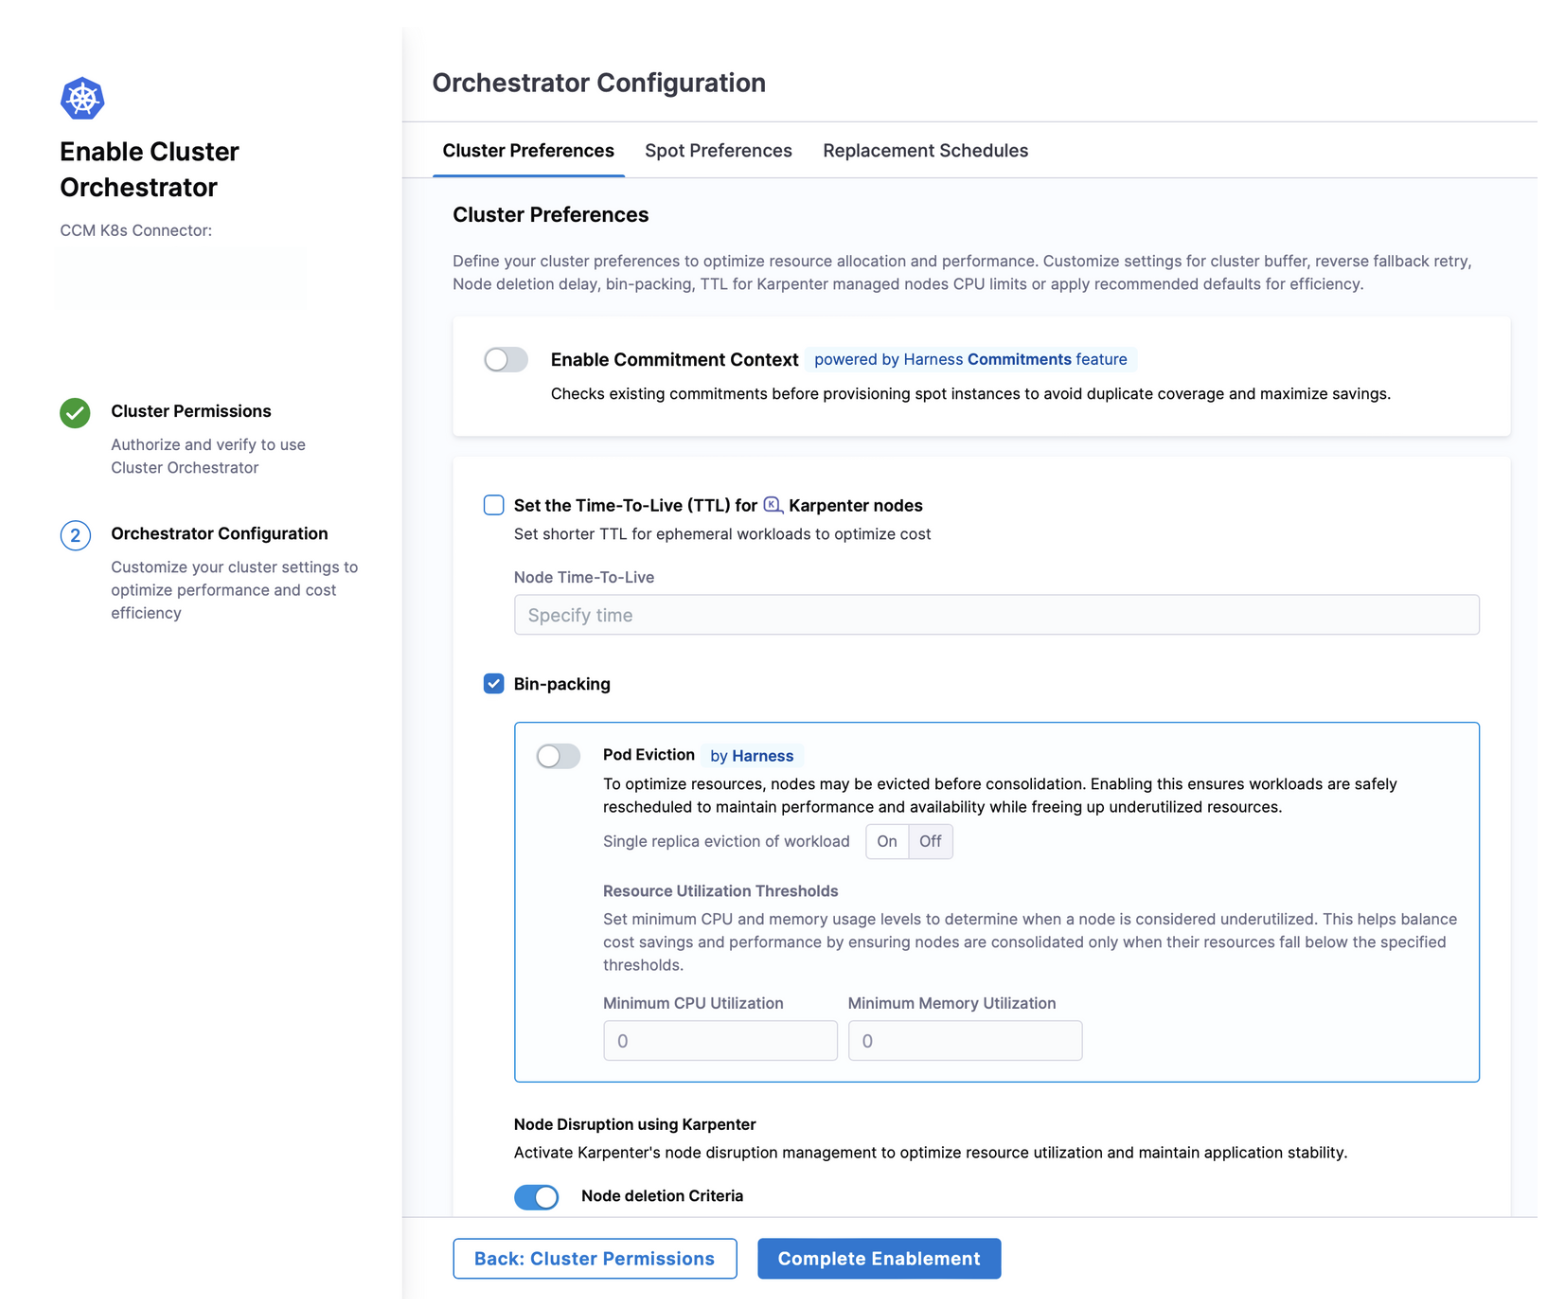 Enable Cluster
Orchestrator
CCM K8s Connector:
Cluster Permissions
Authorize and verify to use
Cluster Orchestrator
2
Orchestrator Configuration
Customize your cluster settings to
optimize performance and cost
efficiency
Orchestrator Configuration
Cluster Preferences Spot Preferences Replacement Schedules
Cluster Preferences
Define your cluster preferences to optimize resource allocation and performance. Customize settings for cluster buffer, reverse fallback retry,
Node deletion delay, bin-packing, TTL for Karpenter managed nodes CPU limits or apply recommended defaults for efficiency.
Enable Commitment Context powered by Harness Commitments feature
Checks existing commitments before provisioning spot instances to avoid duplicate coverage and maximize savings.
Set the Time-To-Live (TTL) for K Karpenter nodes
Set shorter TTL for ephemeral workloads to optimize cost
Node Time-To-Live
Specify time
Bin-packing
Pod Eviction by Harness
To optimize resources, nodes may be evicted before consolidation. Enabling this ensures workloads are safely
rescheduled to maintain performance and availability while freeing up underutilized resources.
Single replica eviction of workload On Off
Resource Utilization Thresholds
Set minimum CPU and memory usage levels to determine when a node is considered underutilized. This helps balance
cost savings and performance by ensuring nodes are consolidated only when their resources fall below the specified
thresholds.
Minimum CPU Utilization Minimum Memory Utilization
0 0
Node Disruption using Karpenter
Activate Karpenter's node disruption management to optimize resource utilization and maintain application stability.
Node deletion Criteria
Back: Cluster Permissions Complete Enablement